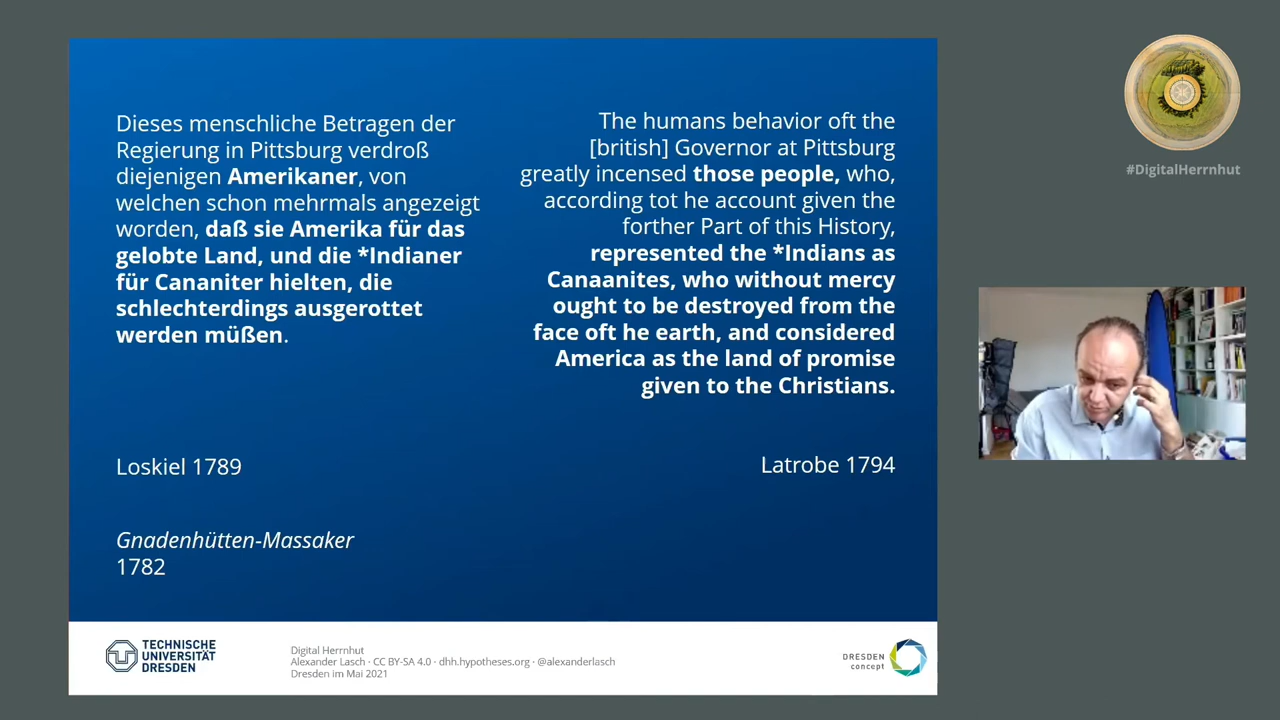 Dieses menschliche Betragen der
Regierung in Pittsburg verdroß
diejenigen Amerikaner, von
welchen schon mehrmals angezeigt
worden, daß sie Amerika für das
gelobte Land, und die *Indianer
für Cananiter hielten, die
schlechterdings ausgerottet
werden müßen.
Loskiel 1789
Gnadenhütten-Massaker
1782
The humans behavior oft the
[british] Governor at Pittsburg
greatly incensed those people, who,
according tot he account given the
forther Part of this History,
represented the *Indians as
Canaanites, who without mercy
ought to be destroyed from the
face oft he earth, and considered
America as the land of promise
given to the Christians.
Latrobe 1794
#DigitalHerrnhut
TECHNISCHE
UNIVERSITÄT
DRESDEN
Digital Herrnhut
Alexander Lasch · CC BY-SA 4.0 · dhh.hypotheses.org · @alexanderlasch
Dresden im Mai 2021
DRESDEN
concept